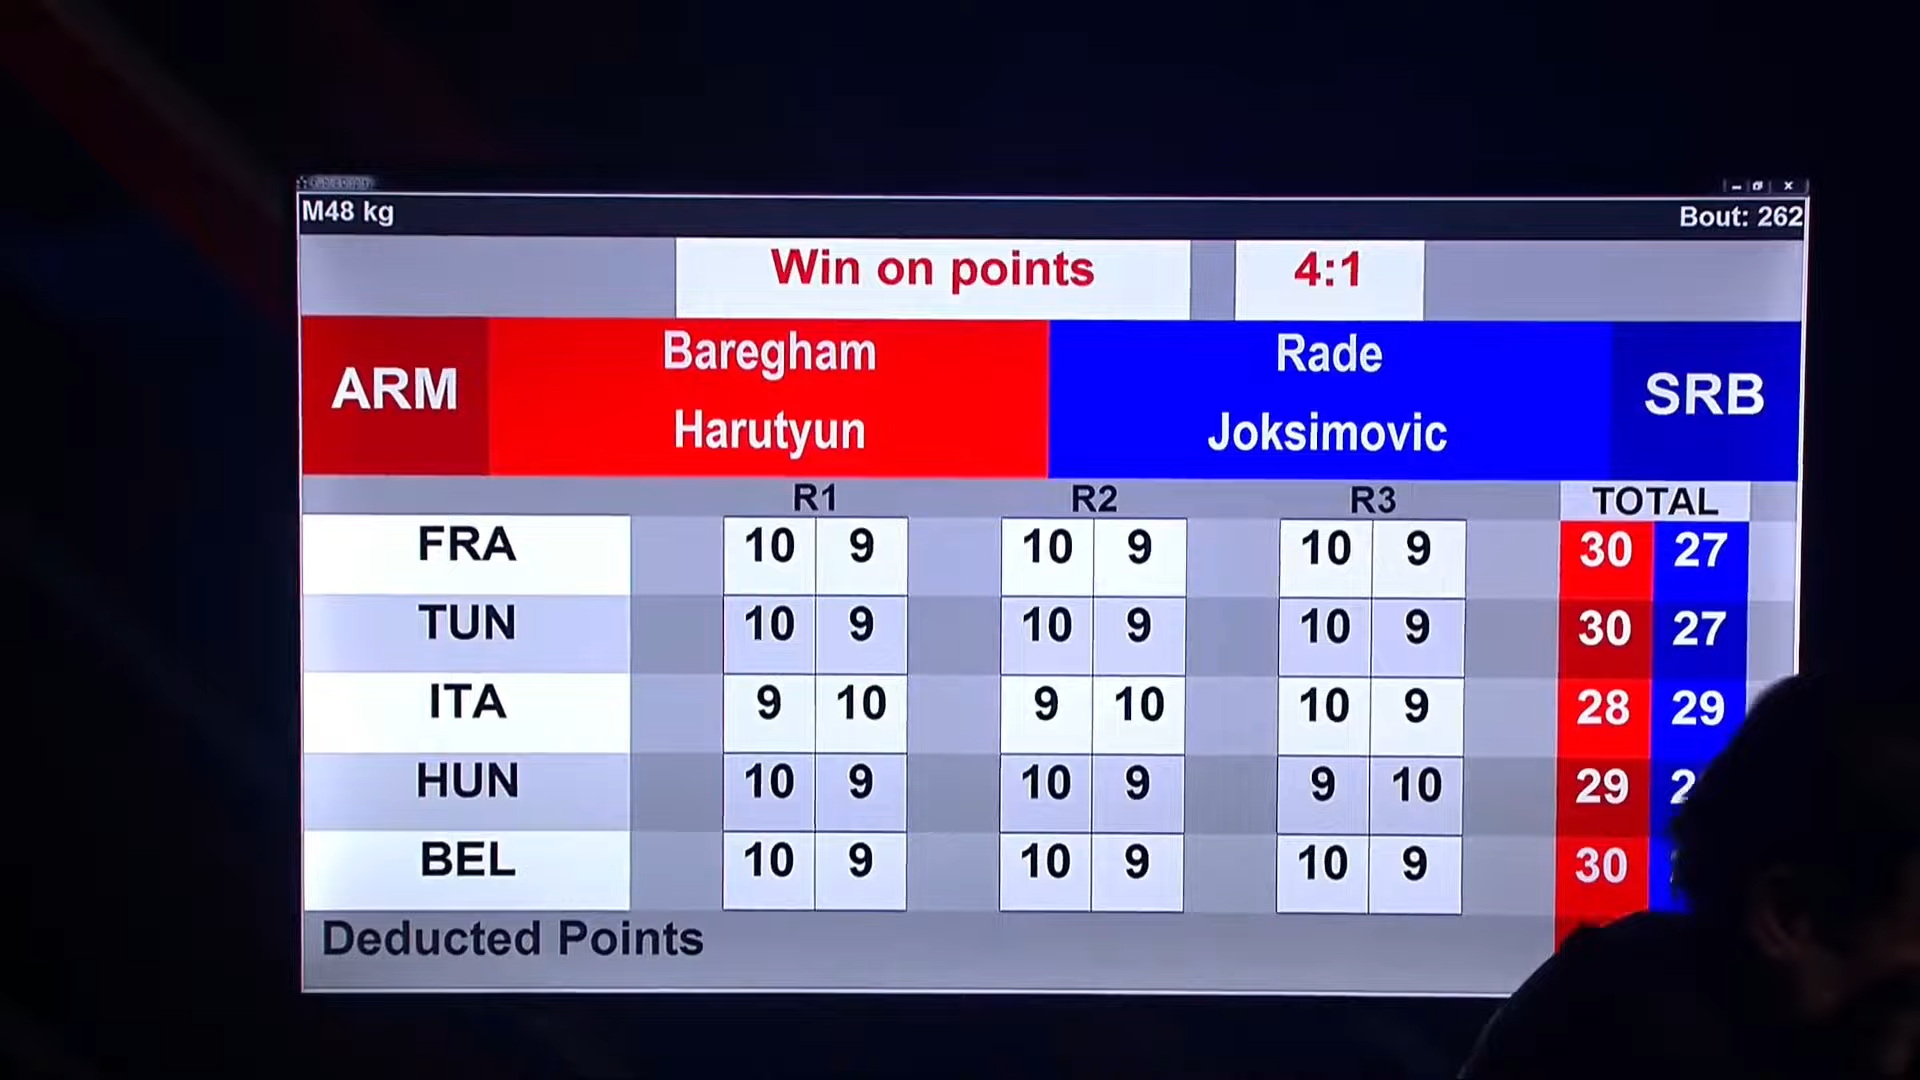 M48 kg Bout: 262
Win on points 4:1
ARM Baregham Rade SRB
Harutyun Joksimovic
R1 R2 R3 TOTAL
FRA 10 9 10 9 10 9 30 27
TUN 10 9 10 9 10 9 30 27
ITA 9 10 9 10 10 9 28 29
HUN 10 9 10 9 9 10 29
BEL 10 9 10 9 10 9 30
Deducted Points